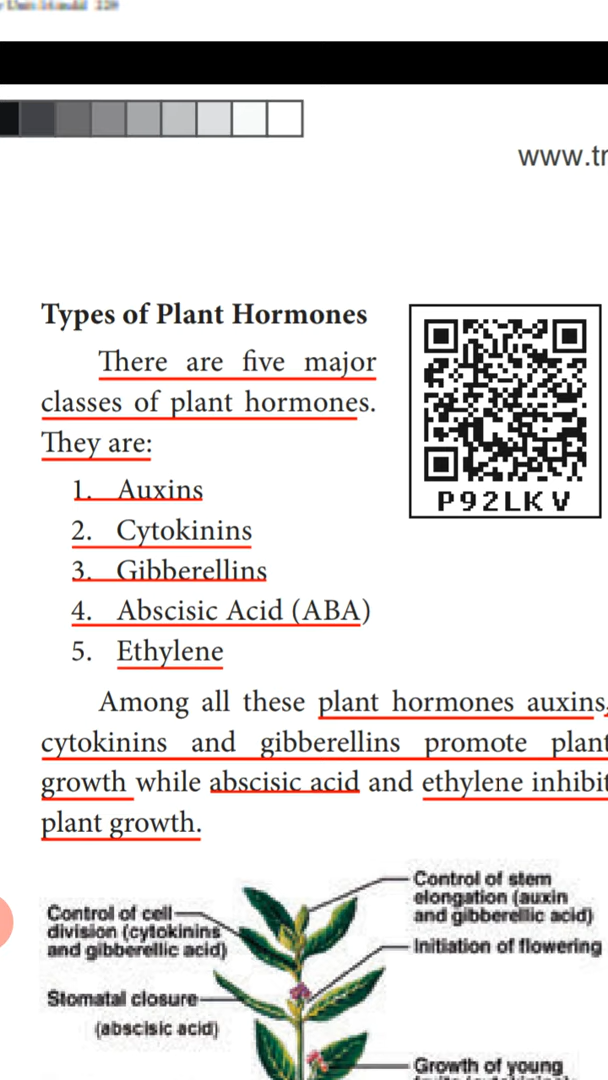 www.tr
Types of Plant Hormones
There are five major
classes of plant hormones.
They are:
1. Auxins
2. Cytokinins
3. Gibberellins
4. Abscisic Acid (ABA)
5. Ethylene
P92LKV
Among all these plant hormones auxins,
cytokinins and gibberellins promote plant
growth while abscisic acid and ethylene inhibit
plant growth.
Control of stem
elongation (auxin
and gibberellic acid)
Control of cell
division (cytokinins
and gibberellic acid)
Initiation of flowering
Stomatal closure
(abscisic acid)
Growth of young